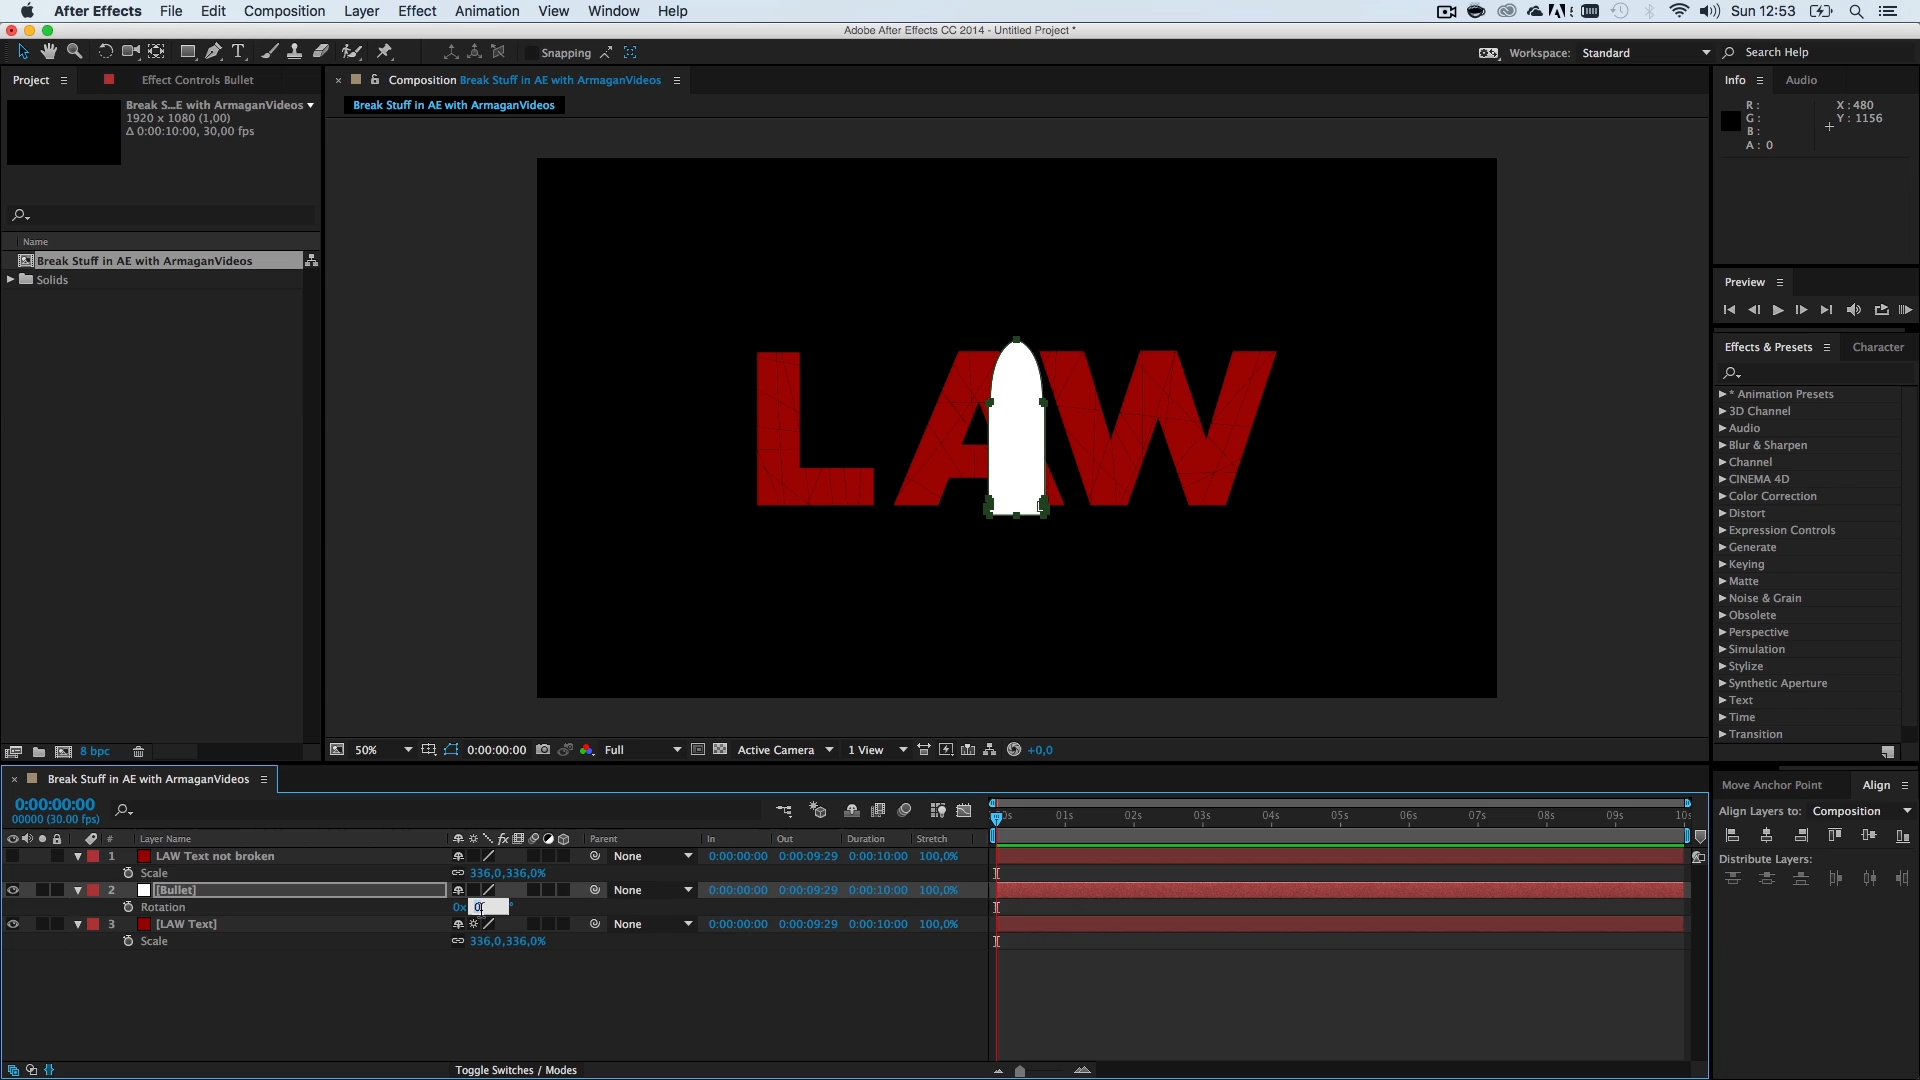 After Effects File Edit Composition Layer Effect Animation View Window Help
Sun 12:53
Adobe After Effects CC 2014 - Untitled Project *
Snapping
Workspace: Standard
Search Help
Project
Effect Controls Bullet
Composition Break Stuff in AE with ArmaganVideos
Info
Audio
Break S...E with ArmaganVideos
1920 x 1080 (1,00)
Δ 0:00:10:00, 30,00 fps
Break Stuff in AE with ArmaganVideos
R :
G :
B :
A : 0
X : 480
Y : 1156
Name
Break Stuff in AE with ArmaganVideos
Solids
LAW
Preview
Effects & Presets
Character
* Animation Presets
3D Channel
Audio
Blur & Sharpen
Channel
CINEMA 4D
Color Correction
Distort
Expression Controls
Generate
Keying
Matte
Noise & Grain
Obsolete
Perspective
Simulation
Stylize
Synthetic Aperture
Text
Time
Transition
8 bpc
50%
0:00:00:00
Full
Active Camera
1 View
+0,0
Break Stuff in AE with ArmaganVideos
Move Anchor Point
Align
0:00:00:00
00000 (30.00 fps)
01s 02s 03s 04s 05s 06s 07s 08s 09s
Align Layers to: Composition
Distribute Layers:
# Layer Name Parent In Out Duration Stretch
1 LAW Text not broken None 0:00:00:00 0:00:09:29 0:00:10:00 100,0%
Scale 336,0,336,0%
2 [Bullet] None 0:00:00:00 0:00:09:29 0:00:10:00 100,0%
Rotation 0x 0
3 [LAW Text] None 0:00:00:00 0:00:09:29 0:00:10:00 100,0%
Scale 336,0,336,0%
Toggle Switches / Modes